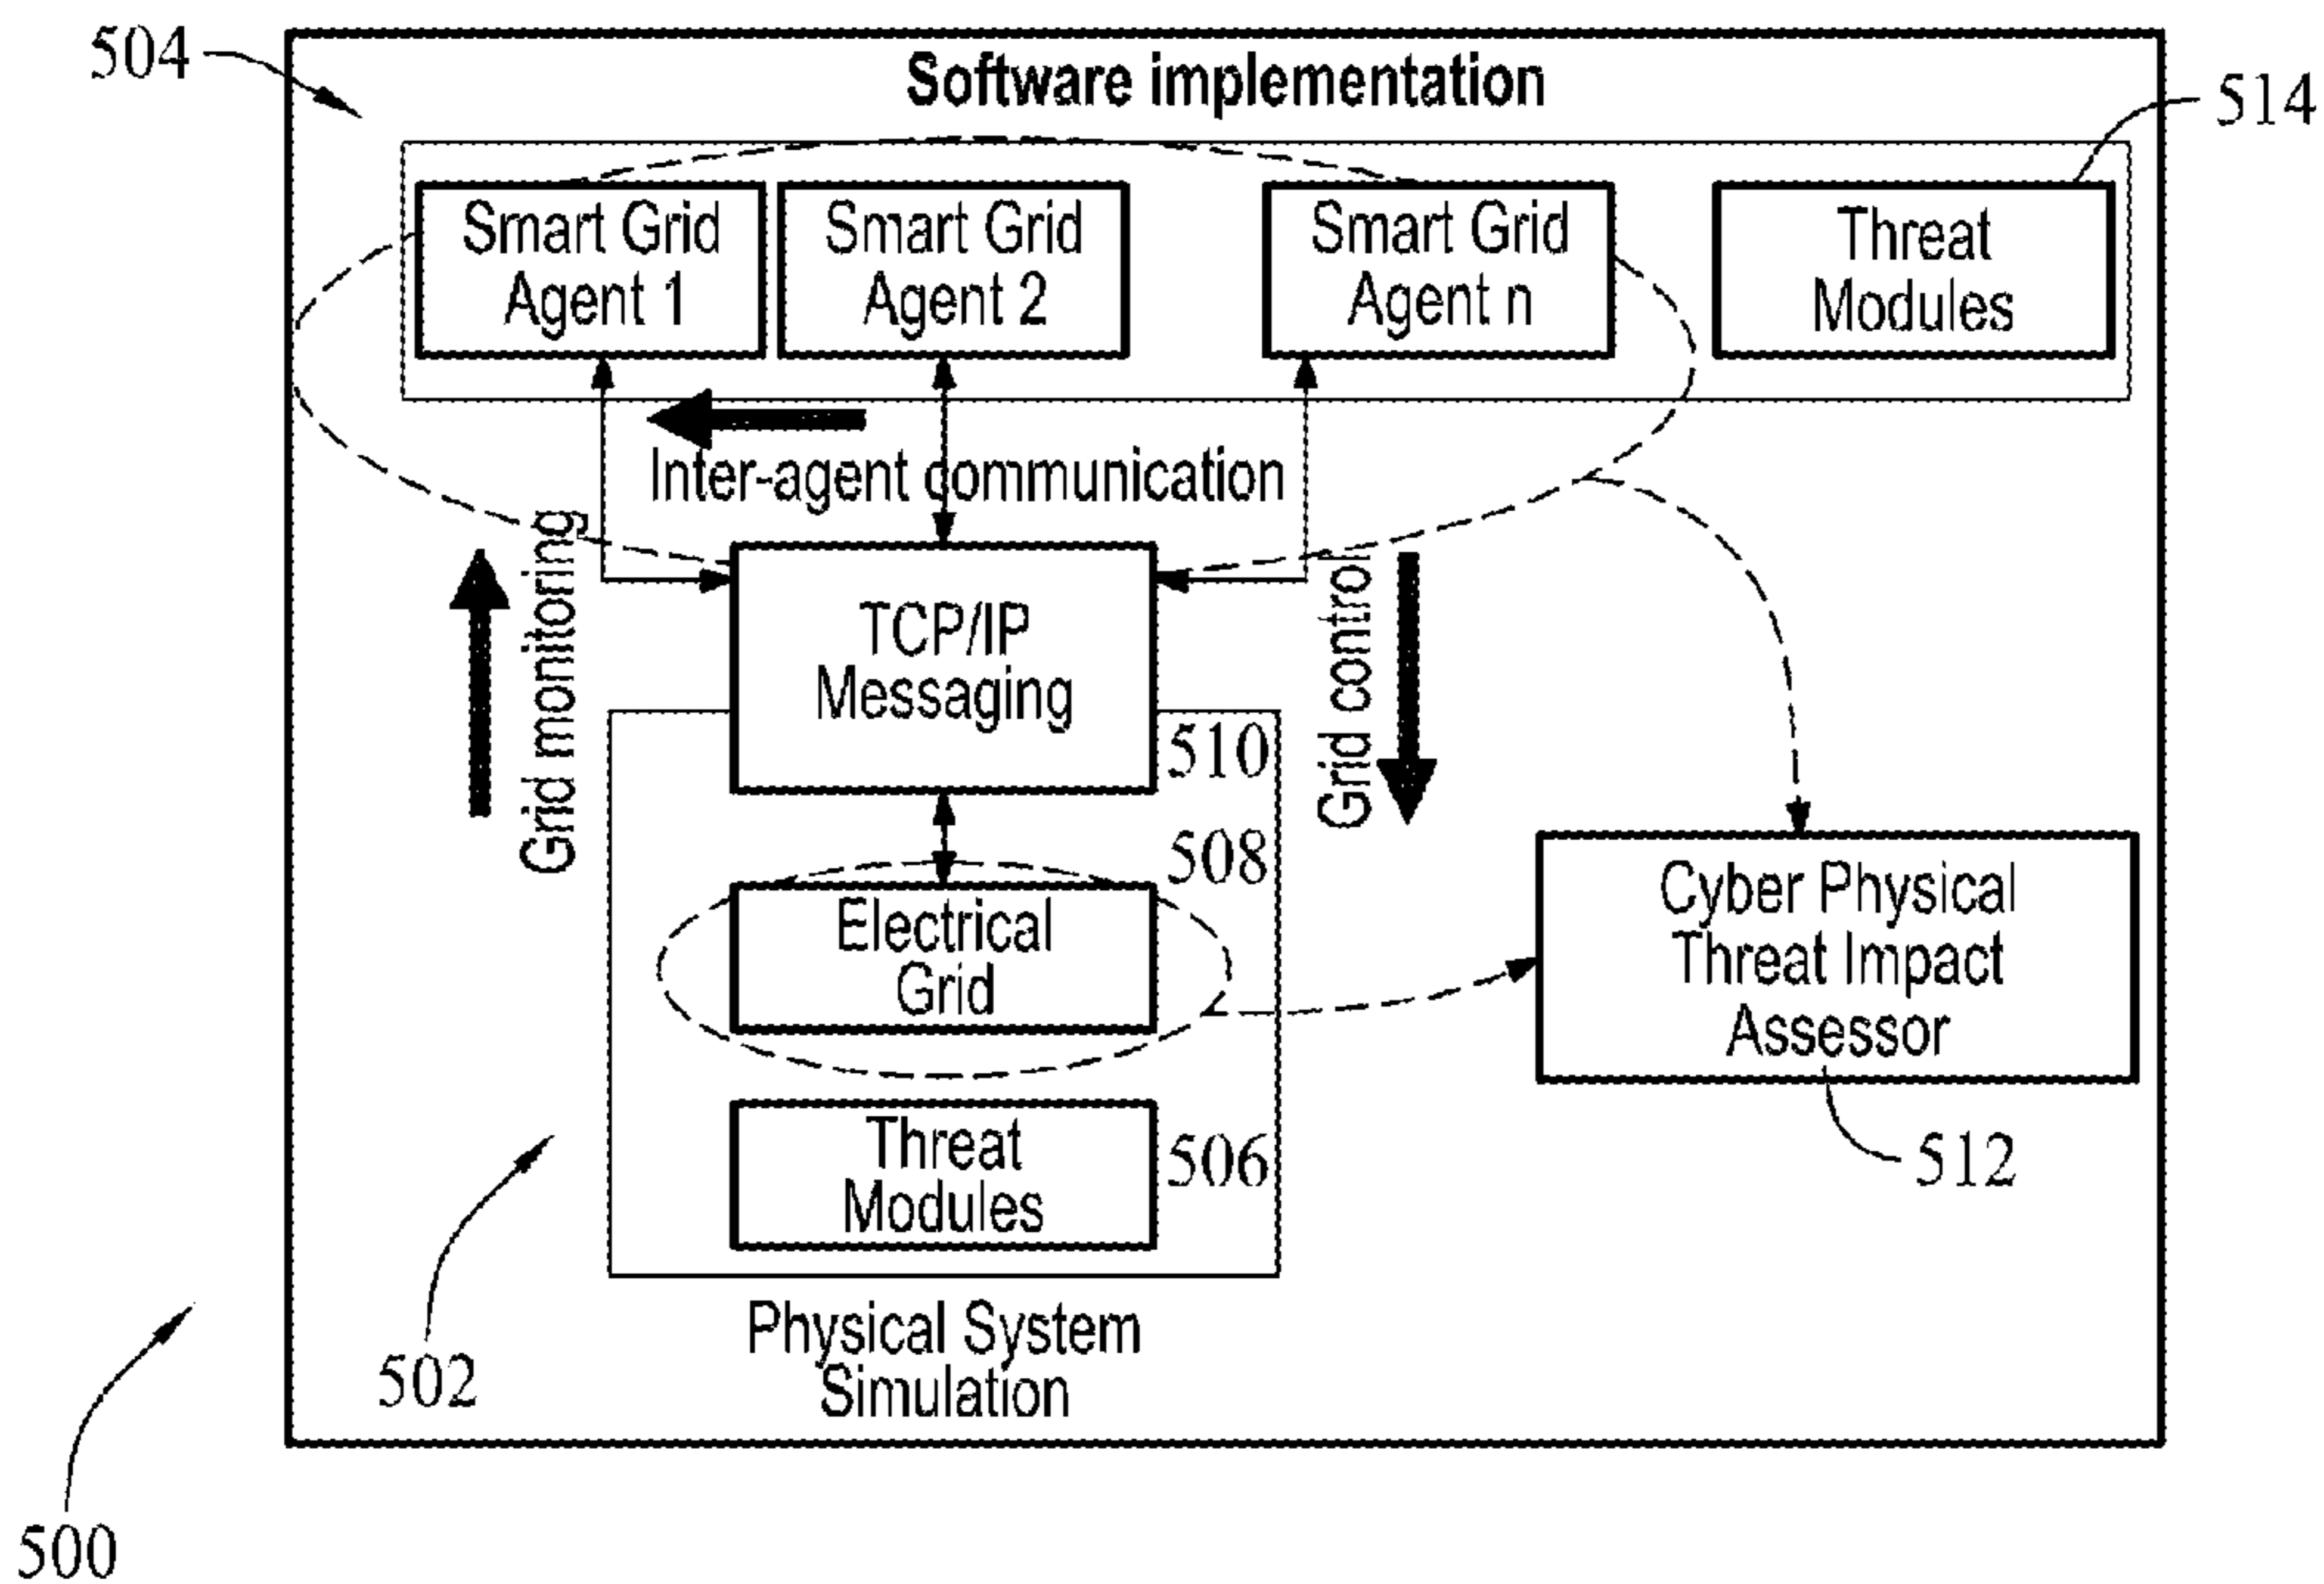 504
Software implementation
514
Smart Grid
Agent 1
Smart Grid
Agent 2
Smart Grid
Agent n
Threat
Modules
Inter-agent communication
Grid monitoring
TCP/IP
Messaging
510
Grid control
508
Electrical
Grid
Cyber Physical
Threat Impact
Assessor
Threat
Modules
506
512
Physical System
Simulation
502
500